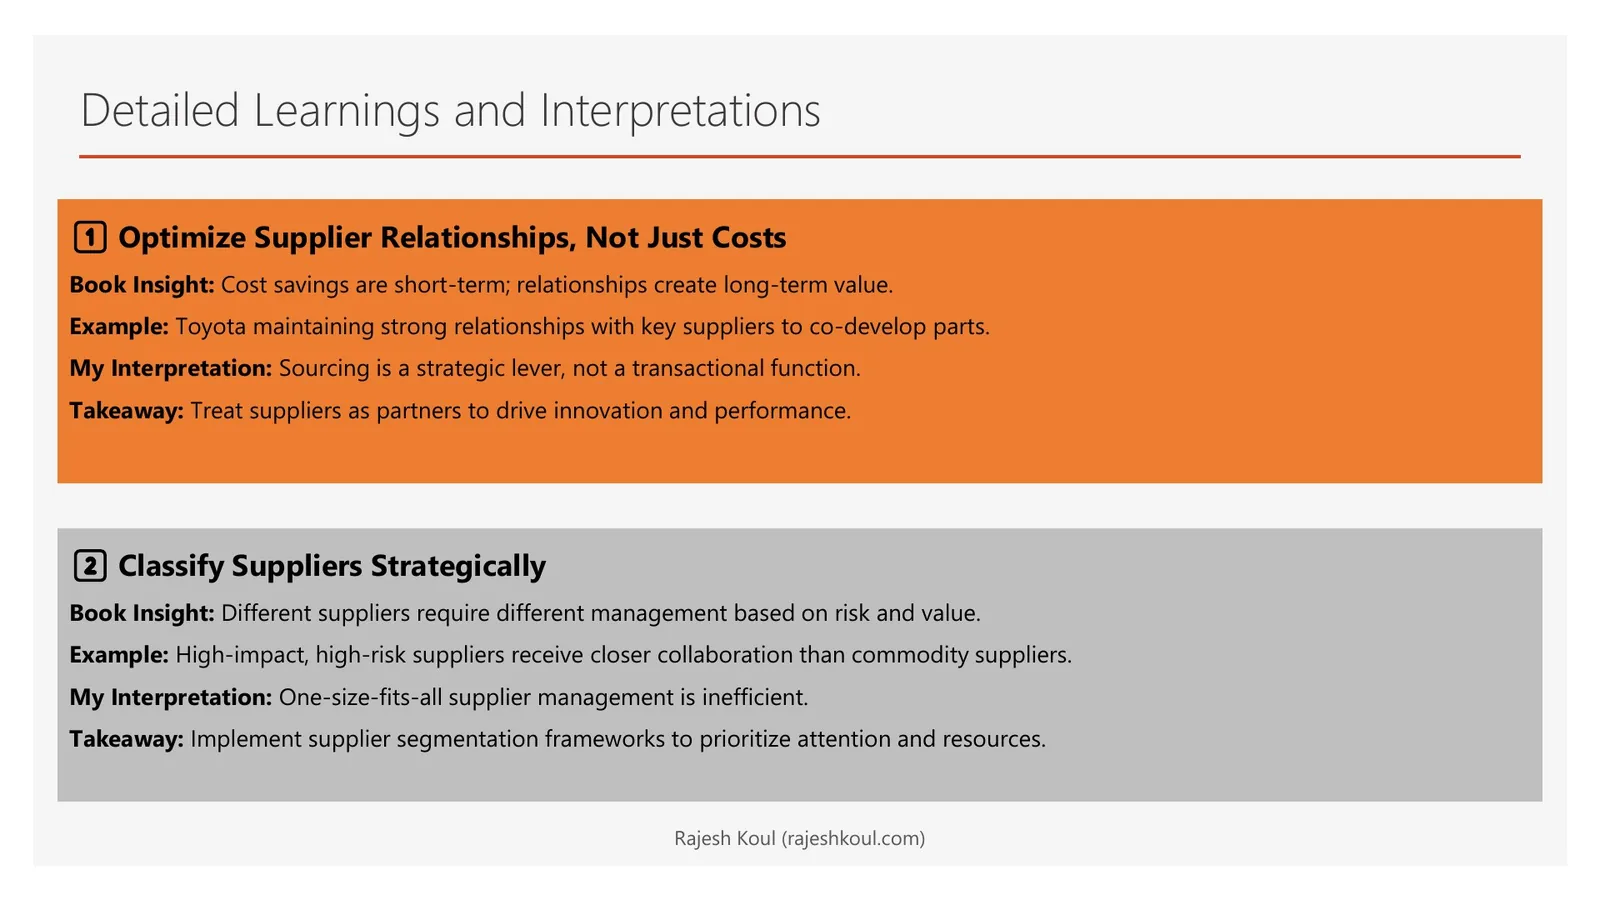 Detailed Learnings and Interpretations
1 Optimize Supplier Relationships, Not Just Costs
Book Insight: Cost savings are short-term; relationships create long-term value.
Example: Toyota maintaining strong relationships with key suppliers to co-develop parts.
My Interpretation: Sourcing is a strategic lever, not a transactional function.
Takeaway: Treat suppliers as partners to drive innovation and performance.
2 Classify Suppliers Strategically
Book Insight: Different suppliers require different management based on risk and value.
Example: High-impact, high-risk suppliers receive closer collaboration than commodity suppliers.
My Interpretation: One-size-fits-all supplier management is inefficient.
Takeaway: Implement supplier segmentation frameworks to prioritize attention and resources.
Rajesh Koul (rajeshkoul.com)